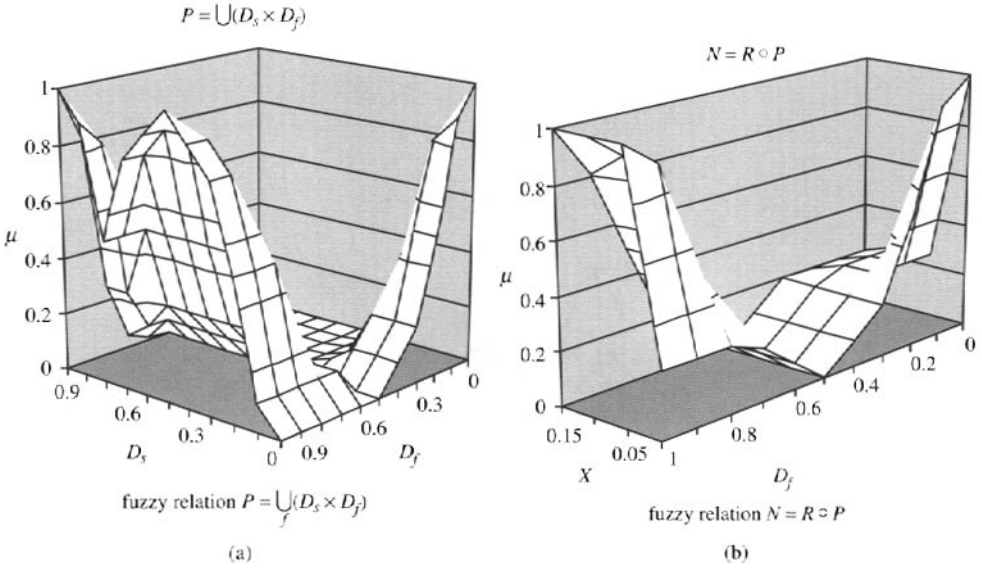 P = ⋃(D_s × D_f)
1
0.8
0.6
μ
0.4
0.2
0
0.9
0.6
0.3
0
D_s
0.9
0.6
0.3
0
D_f
fuzzy relation P = ⋃_f (D_s × D_f)
(a)
N = R ○ P
1
0.8
0.6
μ
0.4
0.2
0
0.15
0.05
X
1
0.8
0.6
0.4
0.2
0
D_f
fuzzy relation N = R ○ P
(b)